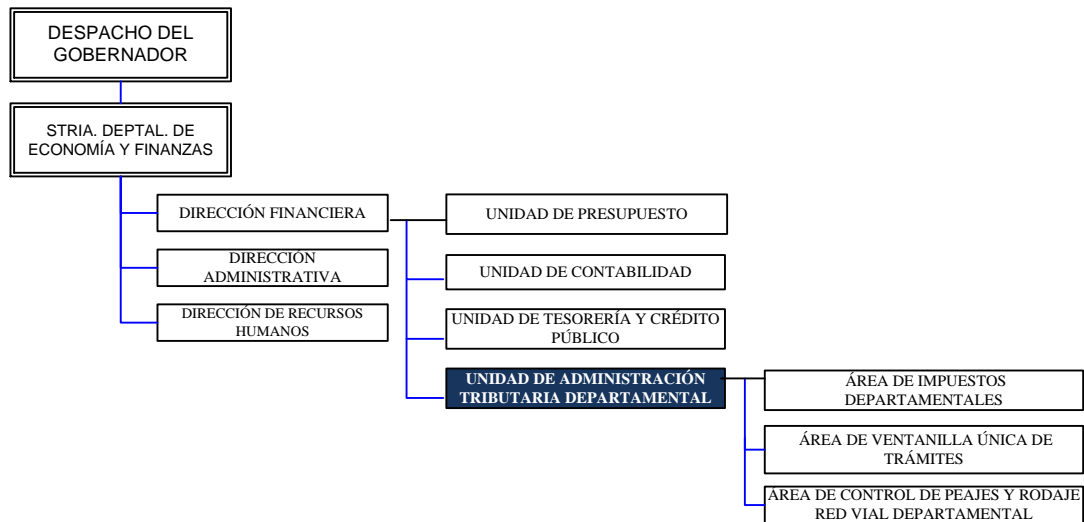 DESPACHO DEL
GOBERNADOR
STRIA. DEPTAL. DE
ECONOMÍA Y FINANZAS
DIRECCIÓN FINANCIERA
DIRECCIÓN
ADMINISTRATIVA
DIRECCIÓN DE RECURSOS
HUMANOS
UNIDAD DE PRESUPUESTO
UNIDAD DE CONTABILIDAD
UNIDAD DE TESORERÍA Y CRÉDITO
PÚBLICO
UNIDAD DE ADMINISTRACIÓN
TRIBUTARIA DEPARTAMENTAL
ÁREA DE IMPUESTOS
DEPARTAMENTALES
ÁREA DE VENTANILLA ÚNICA DE
TRÁMITES
ÁREA DE CONTROL DE PEAJES Y RODAJE
RED VIAL DEPARTAMENTAL